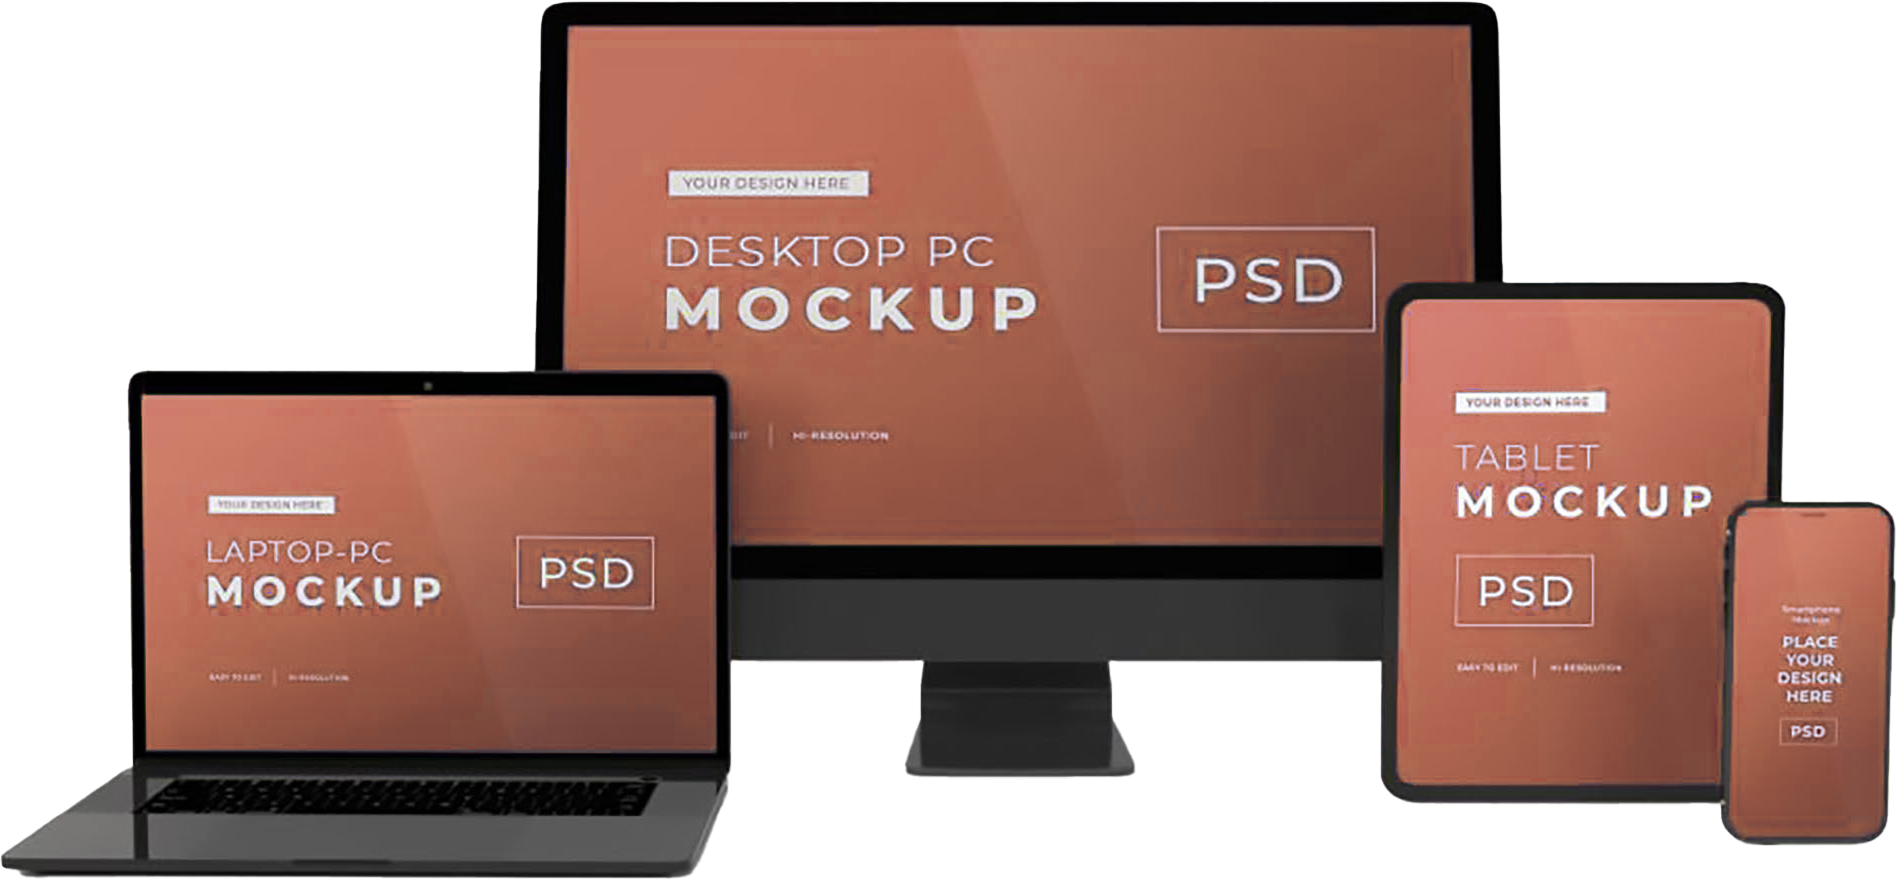 YOUR DESIGN HERE
DESKTOP PC
MOCKUP
PSD
HI-RESOLUTION
YOUR DESIGN HERE
LAPTOP-PC
MOCKUP
PSD
EASY TO EDIT
HI-RESOLUTION
YOUR DESIGN HERE
TABLET
MOCKUP
PSD
EASY TO EDIT
HI-RESOLUTION
Smartphone
Mockup
PLACE
YOUR
DESIGN
HERE
PSD